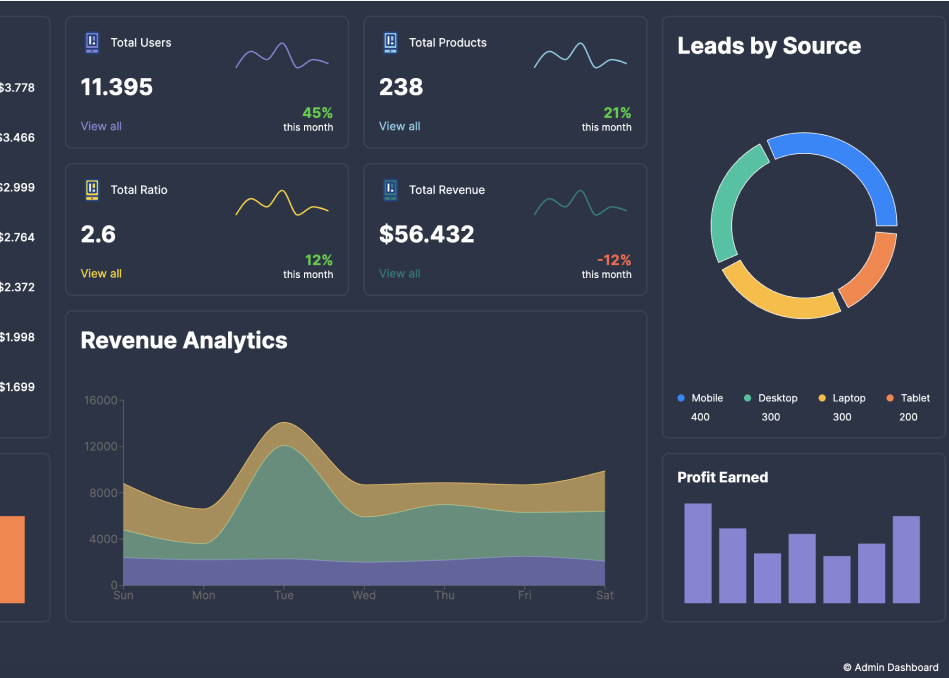 $3.778
$3.466
$2.999
$2.764
$2.372
$1.998
$1.699
Total Users
11.395
View all
45%
this month
Total Products
238
View all
21%
this month
Total Ratio
2.6
View all
12%
this month
Total Revenue
$56.432
View all
-12%
this month
Revenue Analytics
16000
12000
8000
4000
0
Sun Mon Tue Wed Thu Fri Sat
Leads by Source
Mobile Desktop Laptop Tablet
400 300 300 200
Profit Earned
© Admin Dashboard